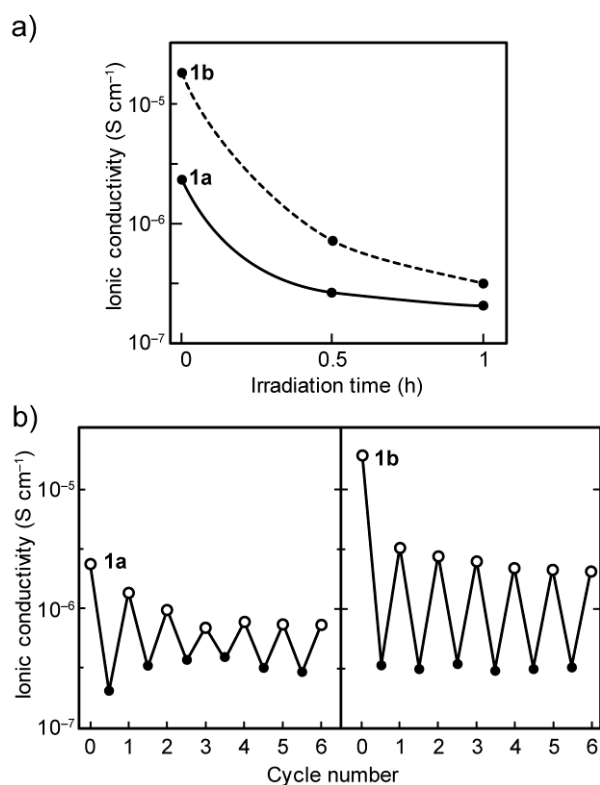 a)
Ionic conductivity (S cm⁻¹)
10⁻⁵
10⁻⁶
10⁻⁷
1b
1a
0 0.5 1
Irradiation time (h)
b)
Ionic conductivity (S cm⁻¹)
10⁻⁵
10⁻⁶
10⁻⁷
1a
1b
0 1 2 3 4 5 6 0 1 2 3 4 5 6
Cycle number